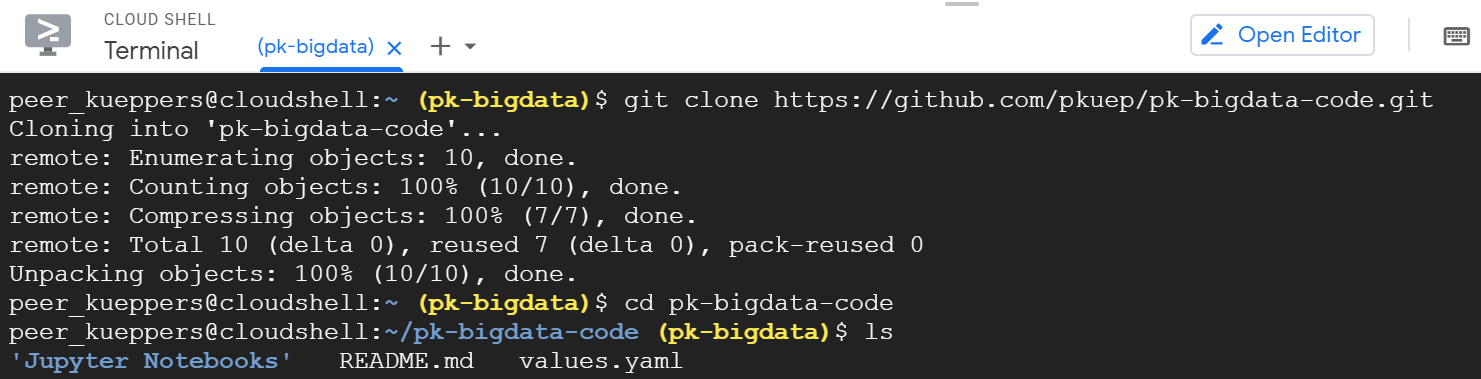 CLOUD SHELL
Terminal
(pk-bigdata)
Open Editor
peer_kueppers@cloudshell:~ (pk-bigdata)$ git clone https://github.com/pkuep/pk-bigdata-code.git
Cloning into 'pk-bigdata-code'...
remote: Enumerating objects: 10, done.
remote: Counting objects: 100% (10/10), done.
remote: Compressing objects: 100% (7/7), done.
remote: Total 10 (delta 0), reused 7 (delta 0), pack-reused 0
Unpacking objects: 100% (10/10), done.
peer_kueppers@cloudshell:~ (pk-bigdata)$ cd pk-bigdata-code
peer_kueppers@cloudshell:~/pk-bigdata-code (pk-bigdata)$ ls
'Jupyter Notebooks'   README.md   values.yaml